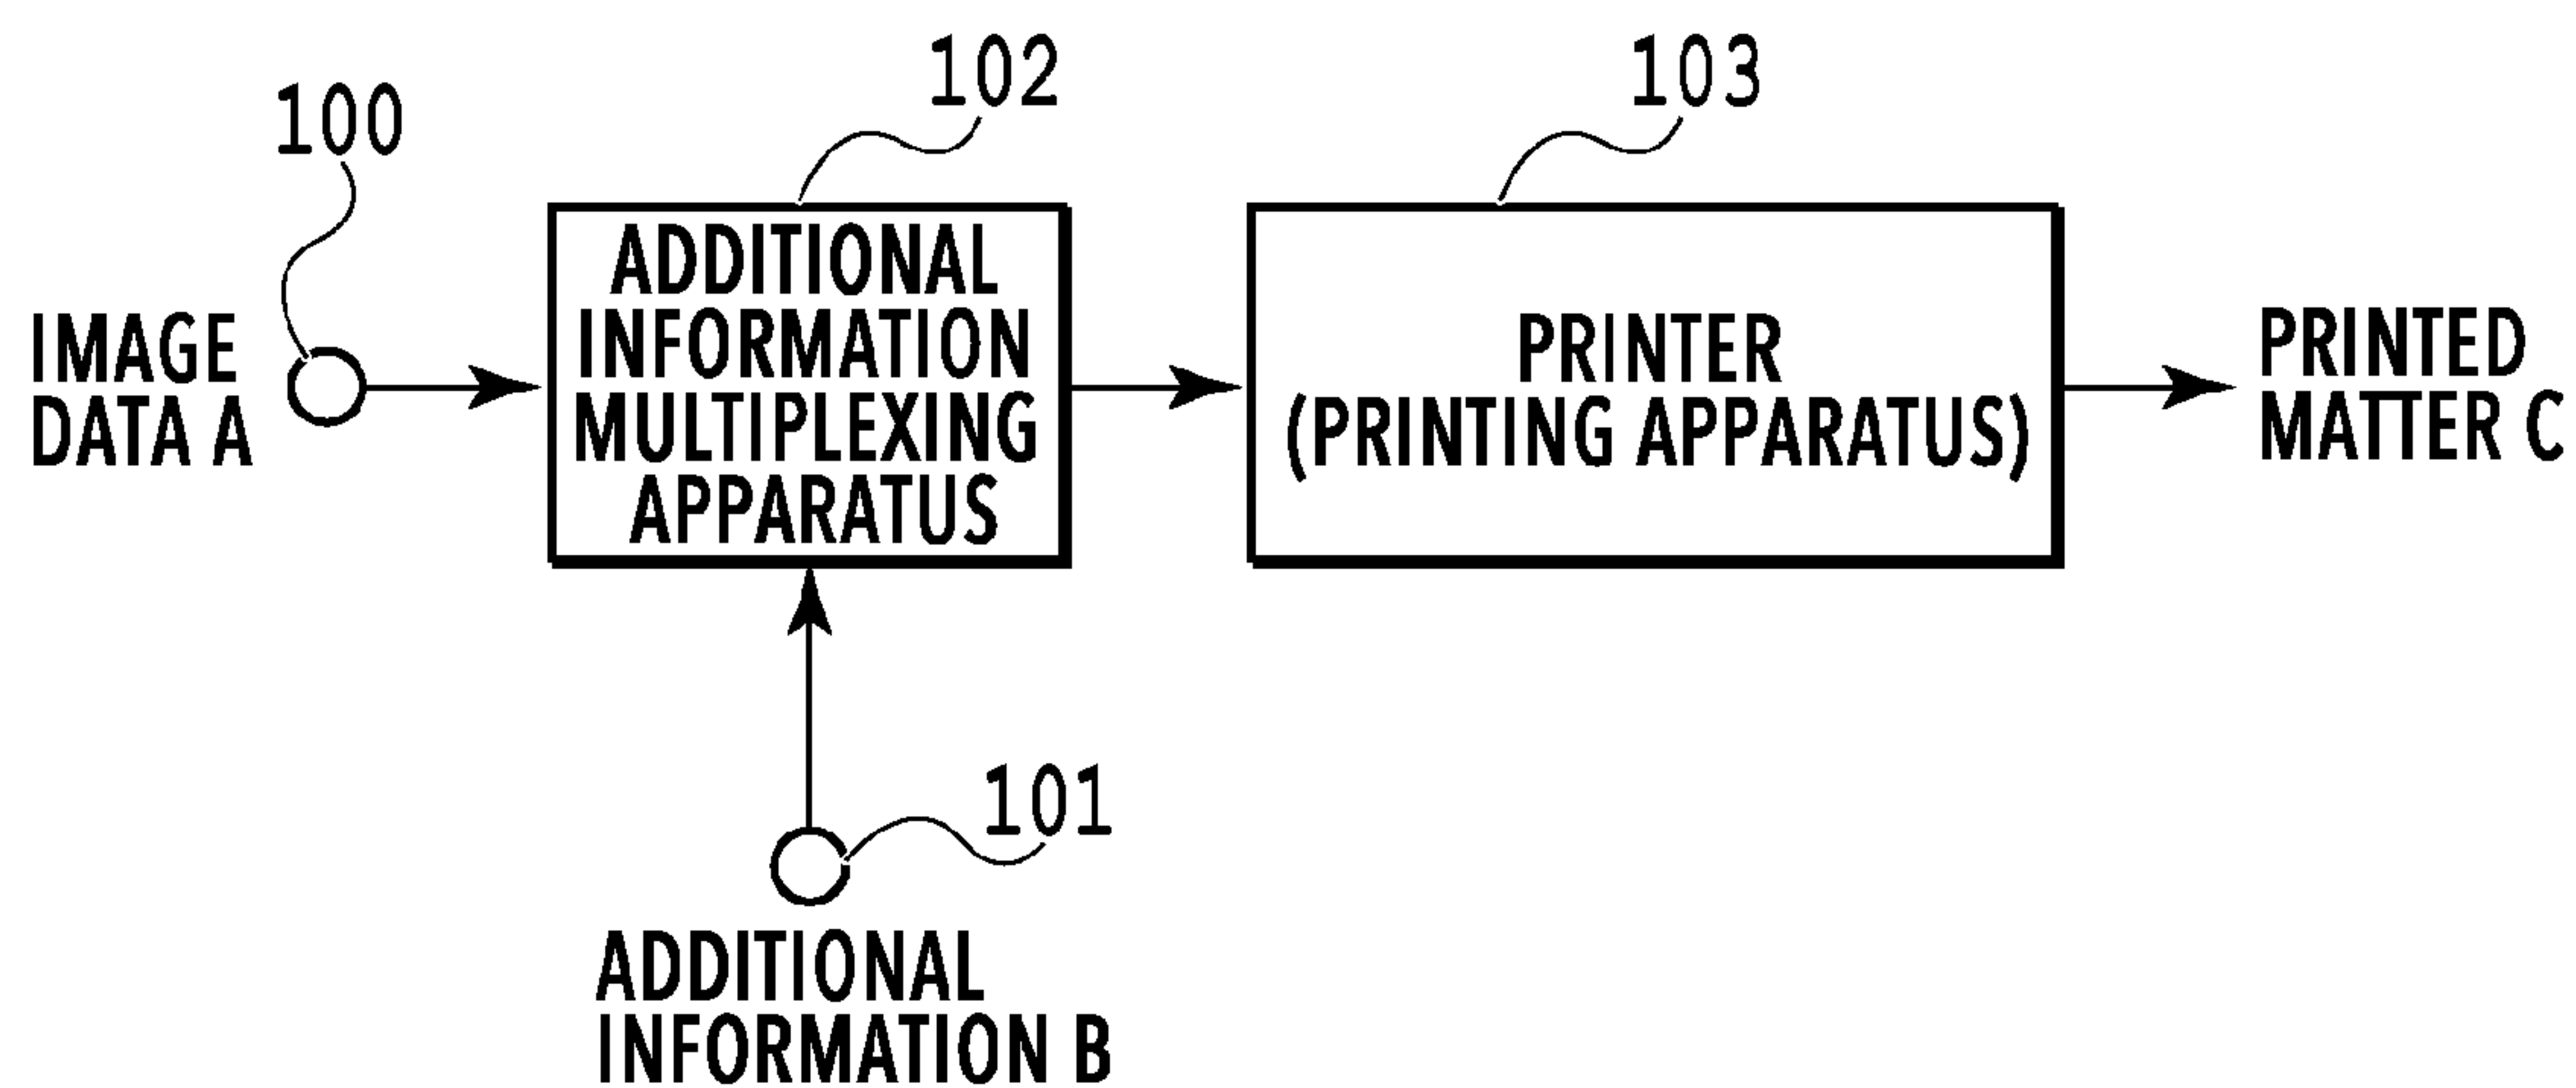 100
102
103
IMAGE
DATA A
ADDITIONAL
INFORMATION
MULTIPLEXING
APPARATUS
PRINTER
(PRINTING APPARATUS)
PRINTED
MATTER C
101
ADDITIONAL
INFORMATION B